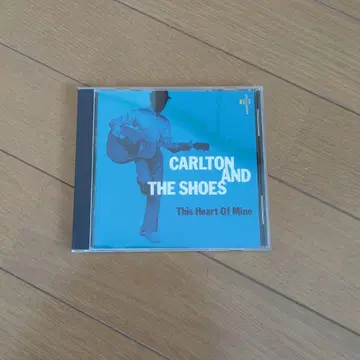 CARLTON
AND
THE SHOES
This Heart Of Mine